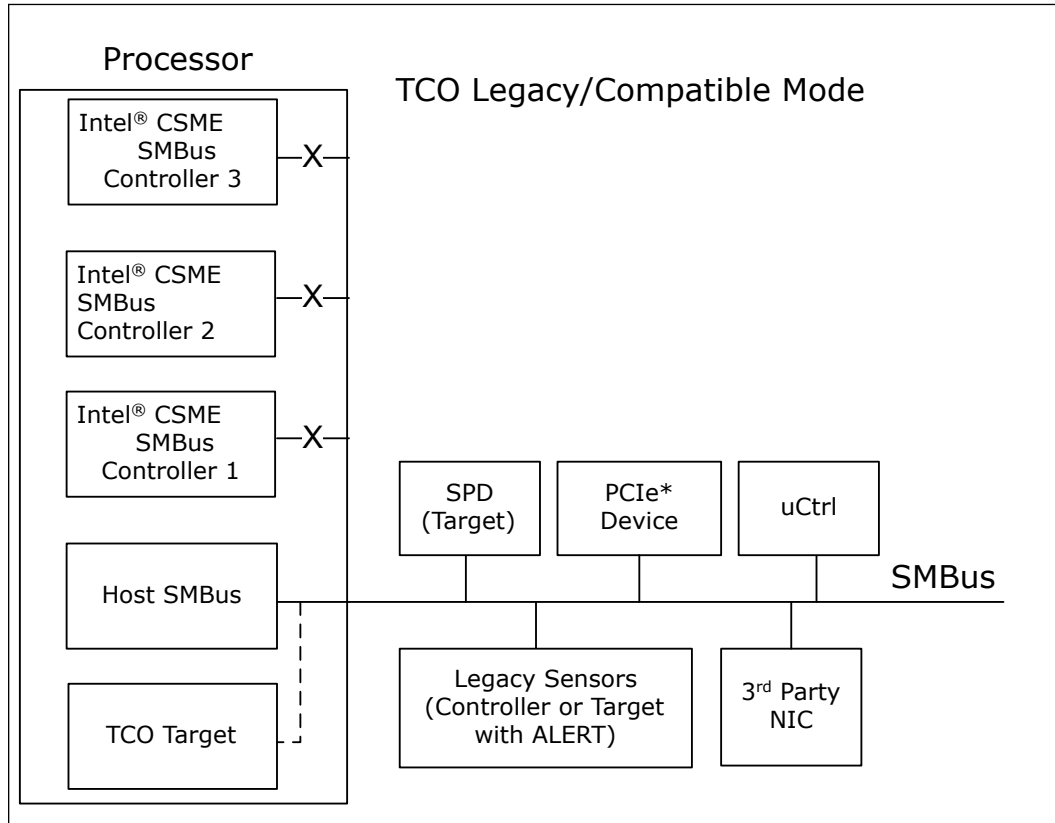 Processor
TCO Legacy/Compatible Mode
Intel® CSME
SMBus
Controller 3
X
Intel® CSME
SMBus
Controller 2
X
Intel® CSME
SMBus
Controller 1
X
SPD
(Target)
PCIe*
Device
uCtrl
Host SMBus
SMBus
Legacy Sensors
(Controller or Target
with ALERT)
3rd Party
NIC
TCO Target